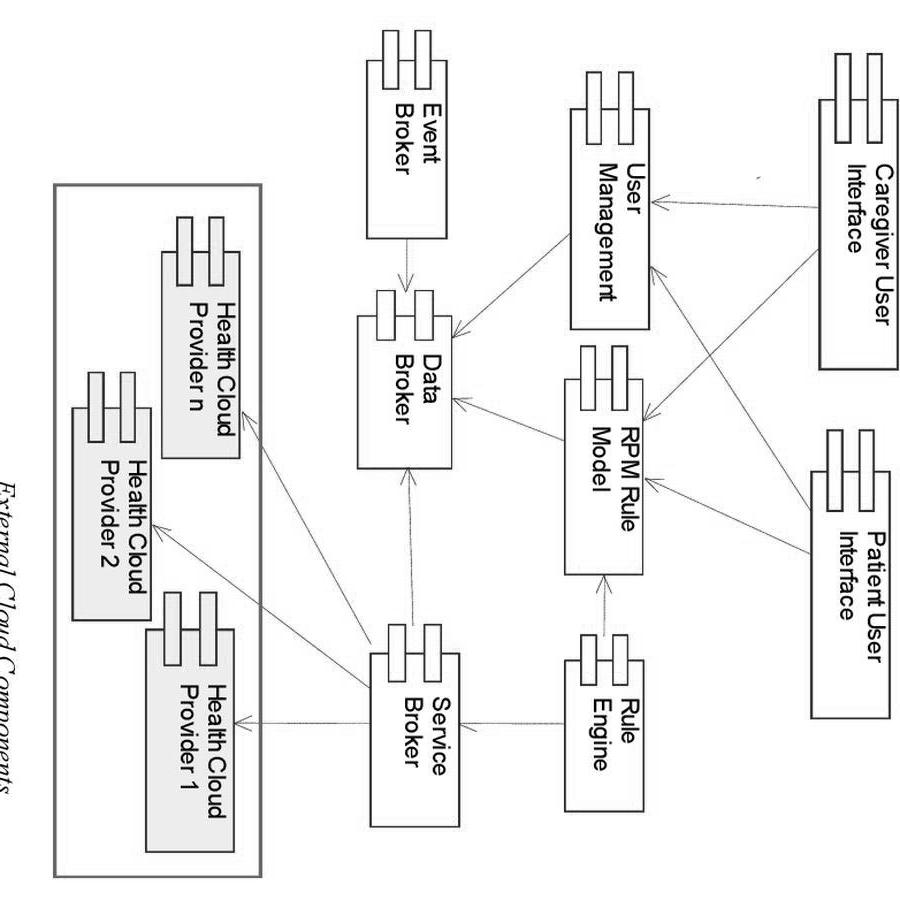 Caregiver User
Interface
Patient User
Interface
User
Management
RPM Rule
Model
Rule
Engine
Event
Broker
Data
Broker
Service
Broker
Health Cloud
Provider n
Health Cloud
Provider 2
Health Cloud
Provider 1
External Cloud Components